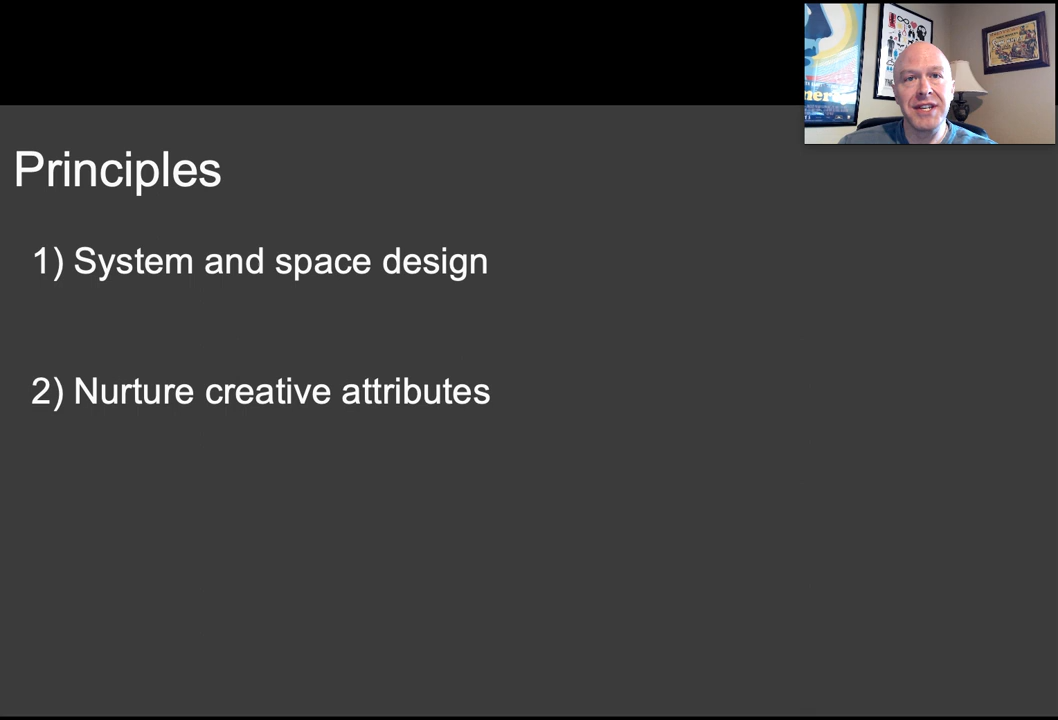 Principles
1) System and space design
2) Nurture creative attributes